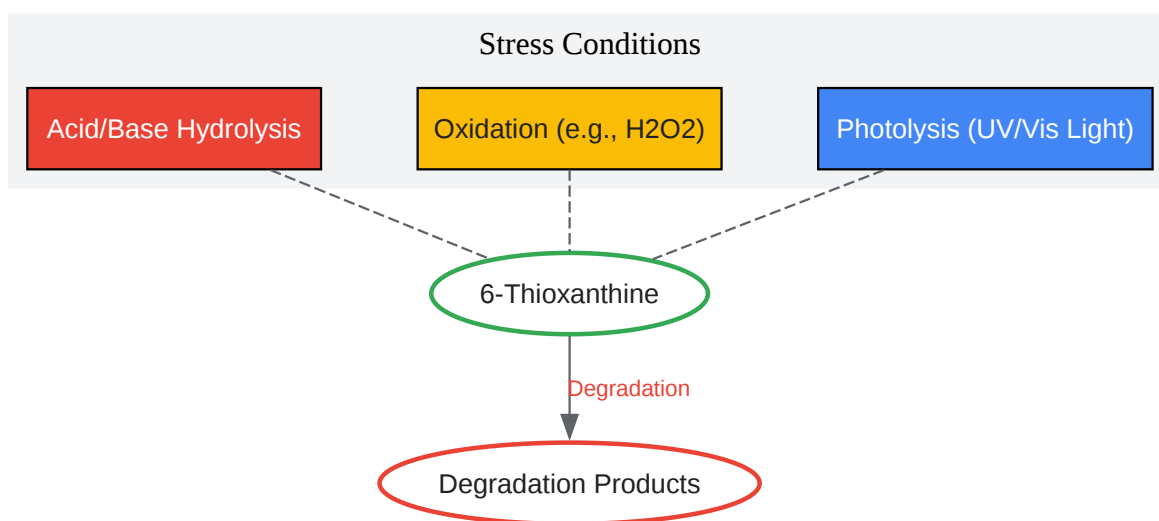 Stress Conditions
Acid/Base Hydrolysis
Oxidation (e.g., H2O2)
Photolysis (UV/Vis Light)
6-Thioxanthine
Degradation
Degradation Products